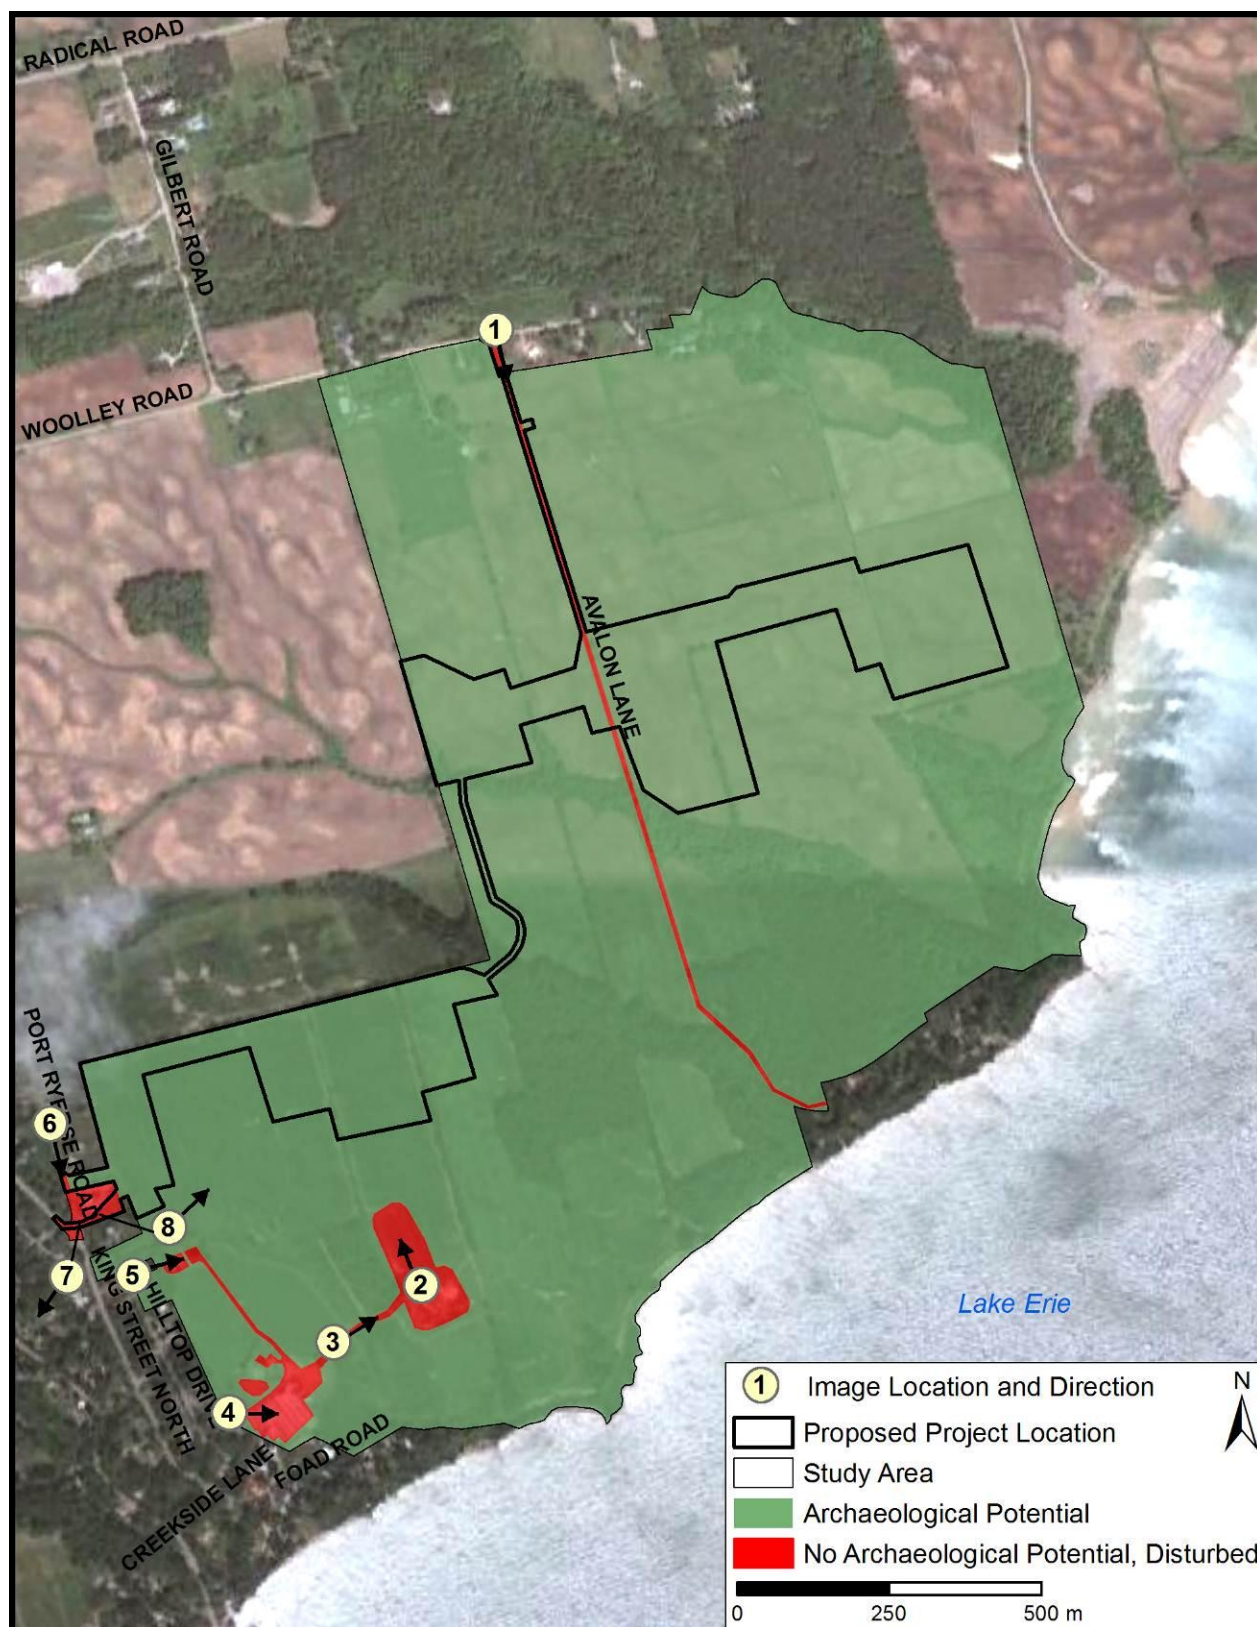 RADICAL ROAD
GILBERT ROAD
1
WOOLLEY ROAD
AVALON LANE
PORT RYERSE ROAD
6
8
7
5
KING STREET NORTH
HILLTOP DRIVE
2
3
4
FOAD ROAD
CREEKSIDE LANE
Lake Erie
1 Image Location and Direction
N
Proposed Project Location
Study Area
Archaeological Potential
No Archaeological Potential, Disturbed
0 250 500 m